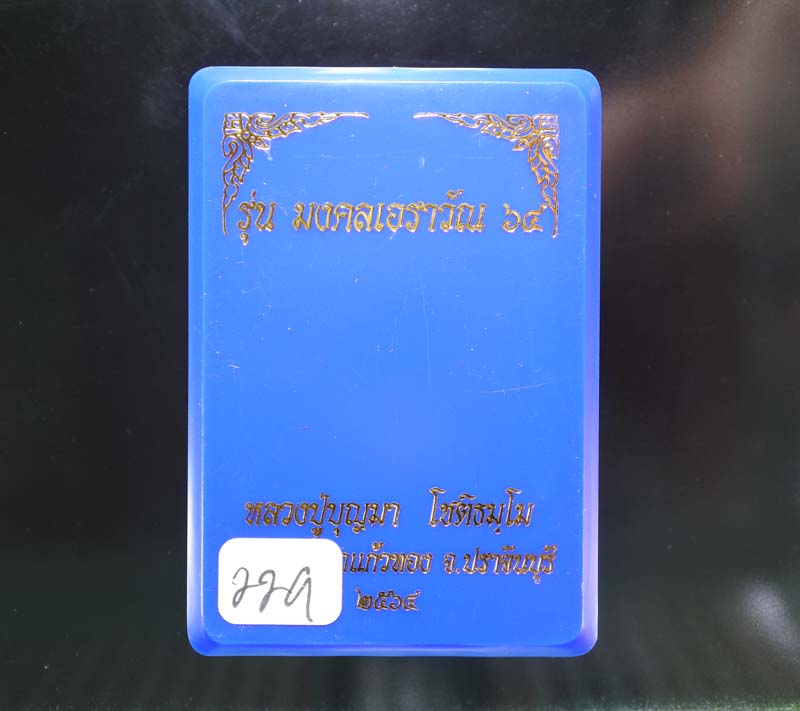 รุ่น มงคลเอราวัณ ๖๔
หลวงปู่บุญมา โชติธมฺโม
แก้วทอง จ.ปราจีนบุรี
๒๕๖๔